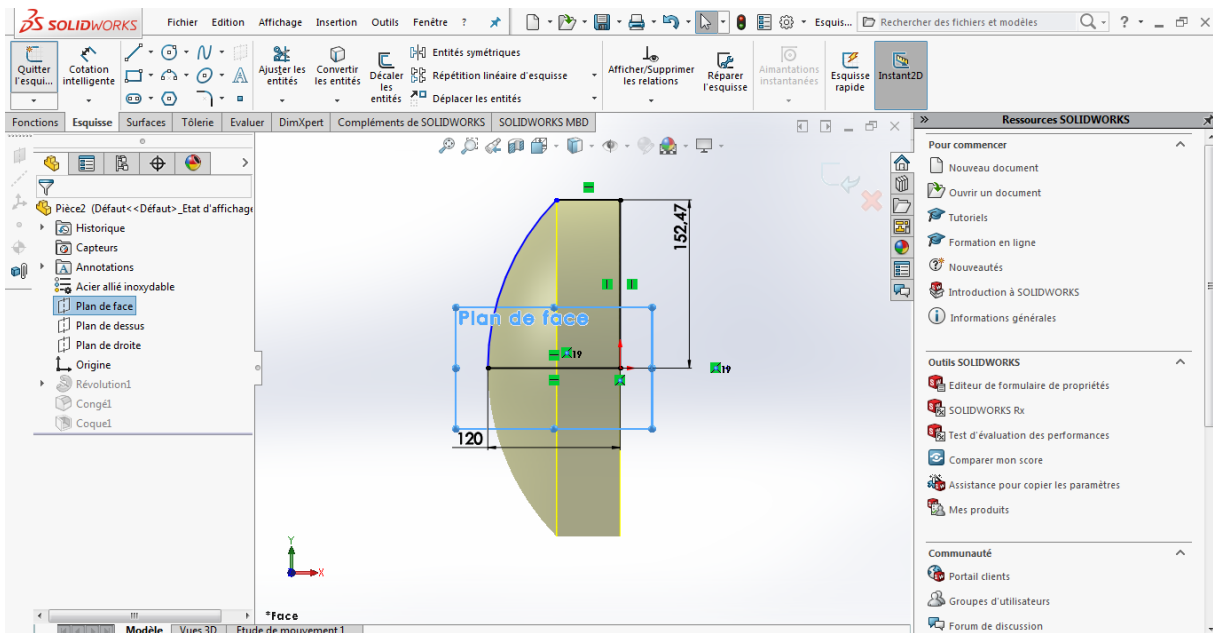 SOLIDWORKS Fichier Edition Affichage Insertion Outils Fenêtre ? Esquis... Rechercher des fichiers et modèles ?
Quitter l'esqui...
Cotation intelligente
Ajuster les entités
Convertir les entités
Décaler les entités
Entités symétriques
Répétition linéaire d'esquisse
Déplacer les entités
Afficher/Supprimer les relations
Réparer l'esquisse
Aimantations instantanées
Esquisse rapide
Instant2D
Fonctions Esquisse Surfaces Tôlerie Evaluer DimXpert Compléments de SOLIDWORKS SOLIDWORKS MBD
Pièce2 (Défaut<<Défaut>_Etat d'affichage
Historique
Capteurs
Annotations
Acier allié inoxydable
Plan de face
Plan de dessus
Plan de droite
Origine
Révolution1
Congé1
Coque1
152,47
Plan de face
19
19
120
Y
X
*Face
Modèle Vues 3D Etude de mouvement 1
Ressources SOLIDWORKS
Pour commencer
Nouveau document
Ouvrir un document
Tutoriels
Formation en ligne
Nouveautés
Introduction à SOLIDWORKS
Informations générales
Outils SOLIDWORKS
Editeur de formulaire de propriétés
SOLIDWORKS Rx
Test d'évaluation des performances
Comparer mon score
Assistance pour copier les paramètres
Mes produits
Communauté
Portail clients
Groupes d'utilisateurs
Forum de discussion